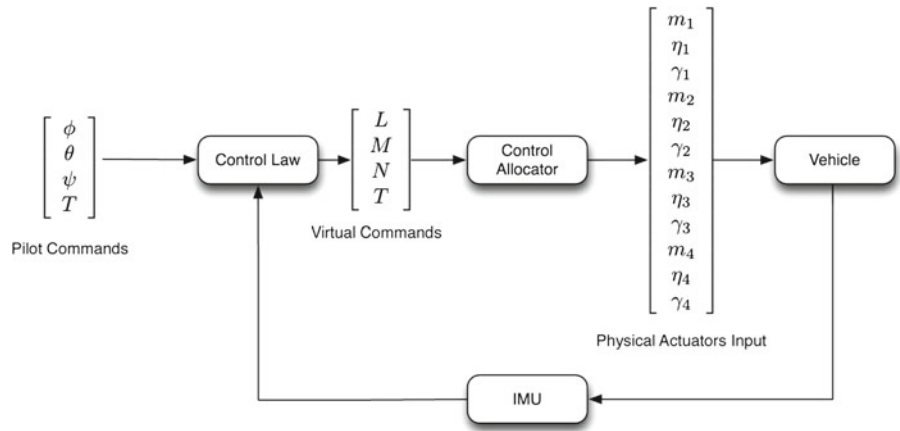 ϕ
θ
ψ
T
Pilot Commands
Control Law
L
M
N
T
Virtual Commands
Control
Allocator
m₁
η₁
γ₁
m₂
η₂
γ₂
m₃
η₃
γ₃
m₄
η₄
γ₄
Physical Actuators Input
Vehicle
IMU